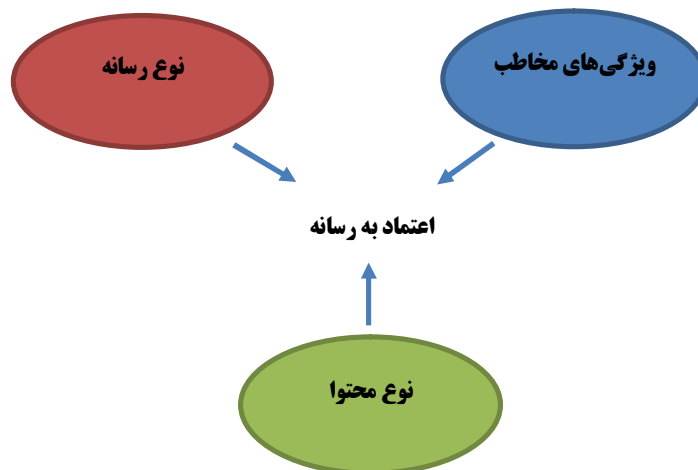 ویژگی‌های مخاطب
نوع رسانه
اعتماد به رسانه
نوع محتوا